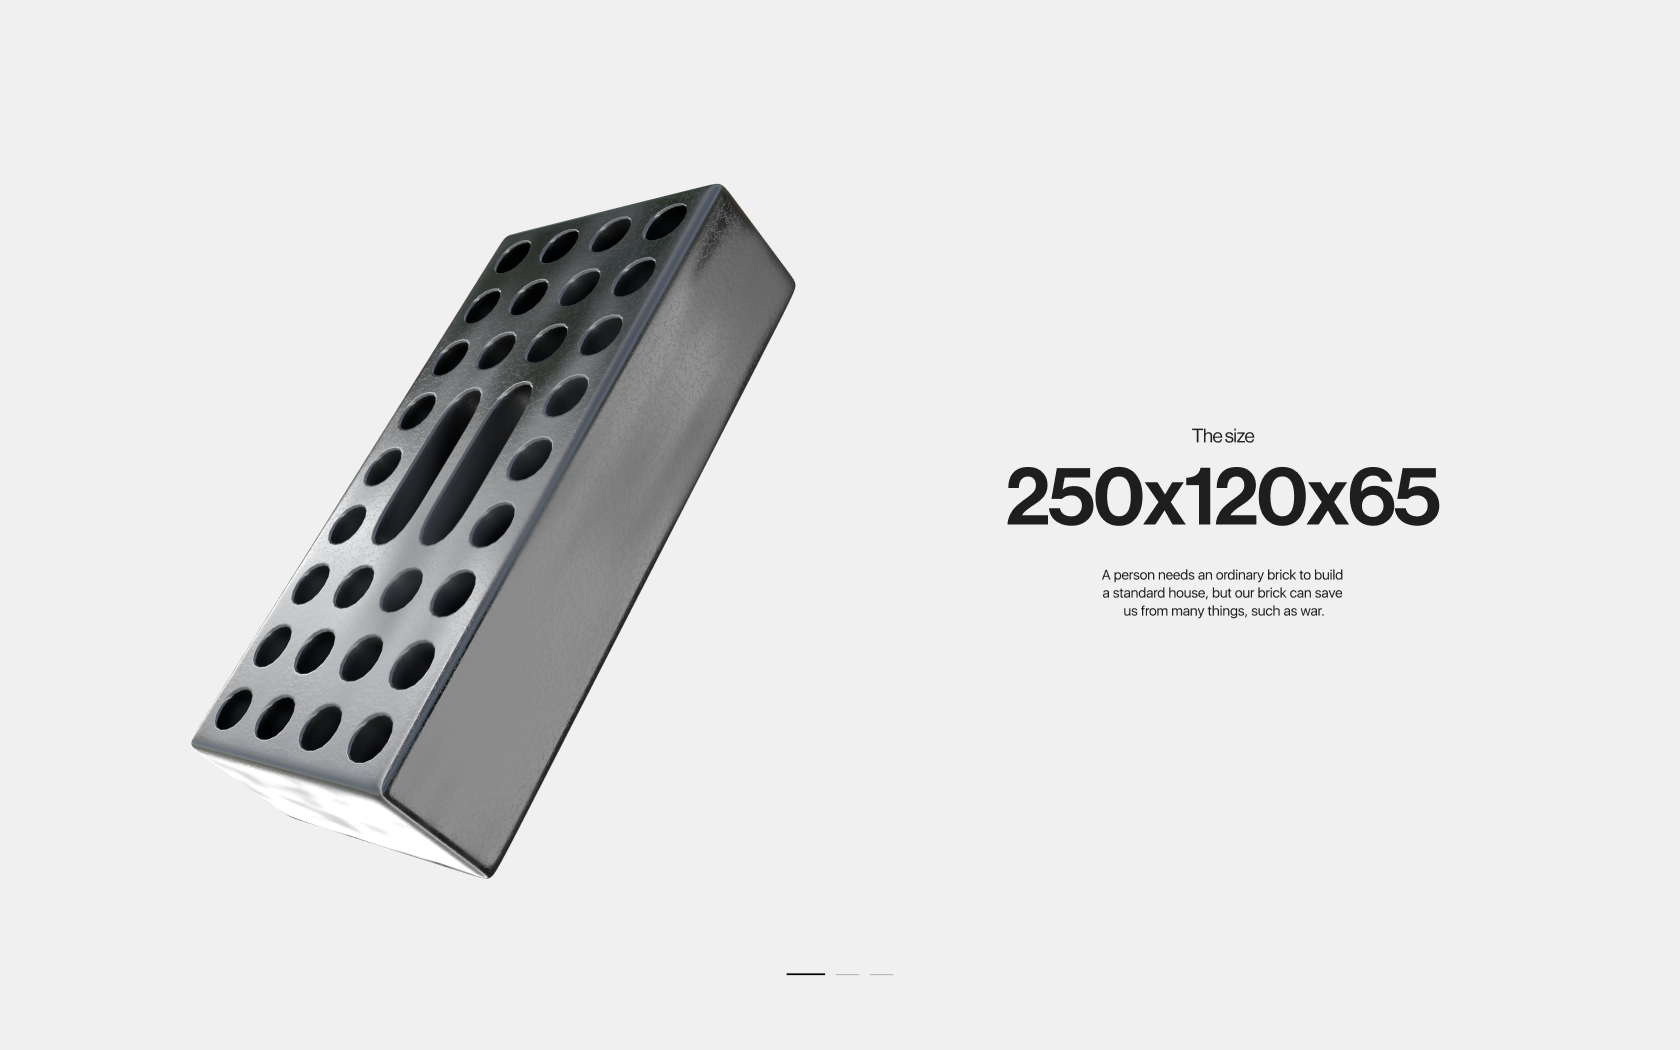 The size
250x120x65
A person needs an ordinary brick to build
a standard house, but our brick can save
us from many things, such as war.